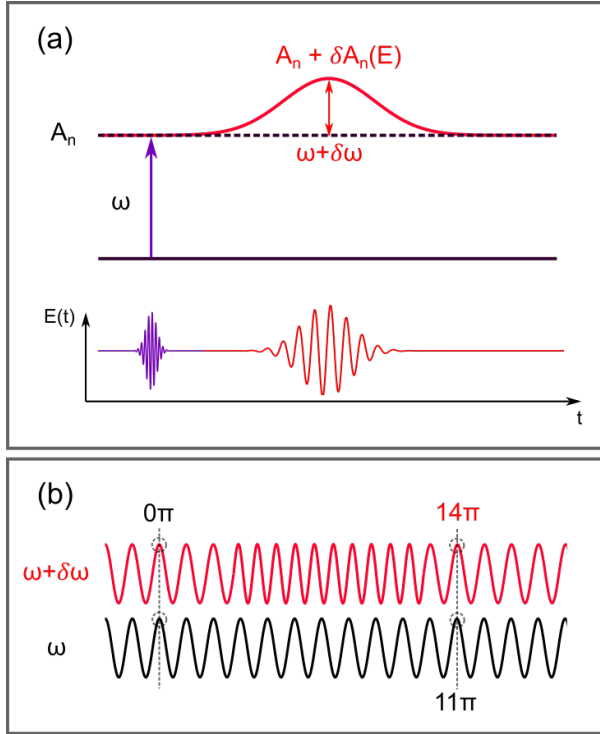 (a)
Aₙ + δAₙ(E)
Aₙ
ω+δω
ω
E(t)
t
(b)
0π
14π
ω+δω
ω
11π